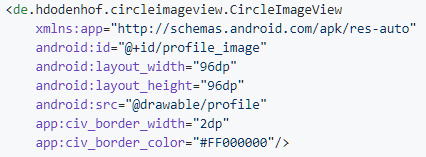 <de.hdodenhof.circleimageview.CircleImageView
    xmlns:app="http://schemas.android.com/apk/res-auto"
    android:id="@+id/profile_image"
    android:layout_width="96dp"
    android:layout_height="96dp"
    android:src="@drawable/profile"
    app:civ_border_width="2dp"
    app:civ_border_color="#FF000000"/>